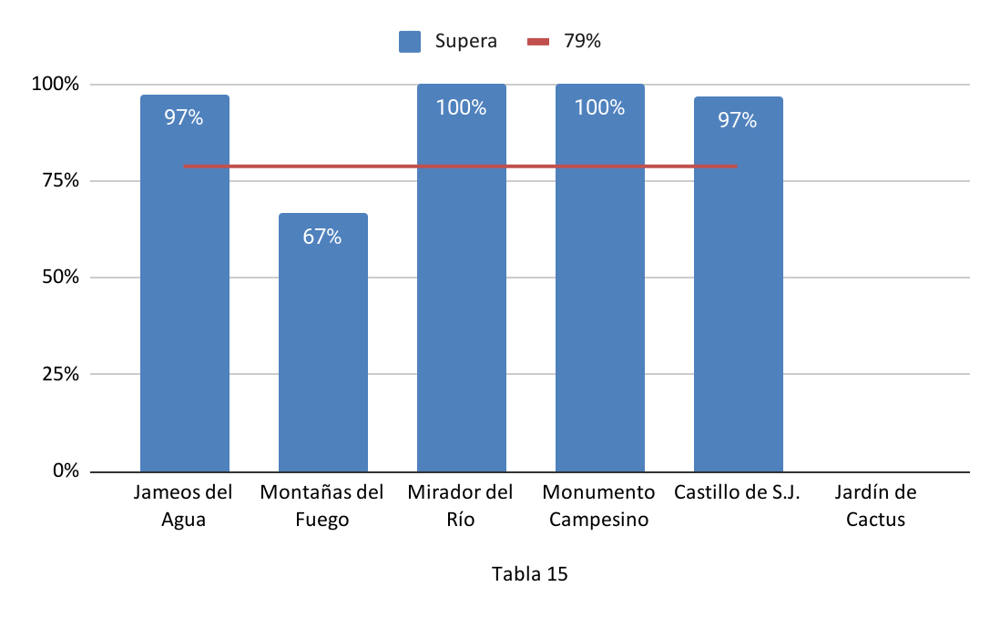 Supera 79%
100%
75%
50%
25%
0%
97%
67%
100%
100%
97%
Jameos del Agua
Montañas del Fuego
Mirador del Río
Monumento Campesino
Castillo de S.J.
Jardín de Cactus
Tabla 15